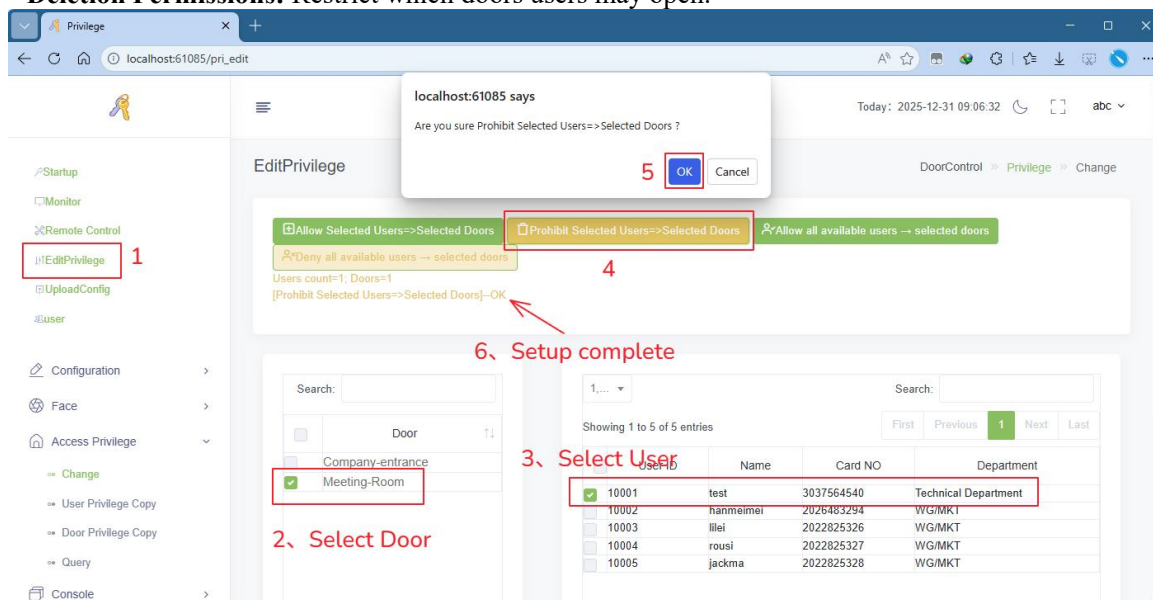 Deletion Permissions: Restrict which doors users may open.
Privilege
localhost:61085/pri_edit
localhost:61085 says
Are you sure Prohibit Selected Users=>Selected Doors ?
5
OK
Cancel
Today: 2025-12-31 09:06:32
abc
Startup
Monitor
Remote Control
EditPrivilege
1
UploadConfig
user
Configuration
Face
Access Privilege
Change
User Privilege Copy
Door Privilege Copy
Query
Console
EditPrivilege
DoorControl » Privilege » Change
Allow Selected Users=>Selected Doors
Prohibit Selected Users=>Selected Doors
Allow all available users → selected doors
Deny all available users → selected doors
4
Users count=1; Doors=1
[Prohibit Selected Users=>Selected Doors]--OK
6、Setup complete
Search:
Door
Company-entrance
Meeting-Room
2、Select Door
1,...
Search:
Showing 1 to 5 of 5 entries
First Previous 1 Next Last
3、Select User
User ID Name Card NO Department
10001 test 3037564540 Technical Department
10002 hanmeimei 2026483294 WG/MKT
10003 lilei 2022825326 WG/MKT
10004 rousi 2022825327 WG/MKT
10005 jackma 2022825328 WG/MKT